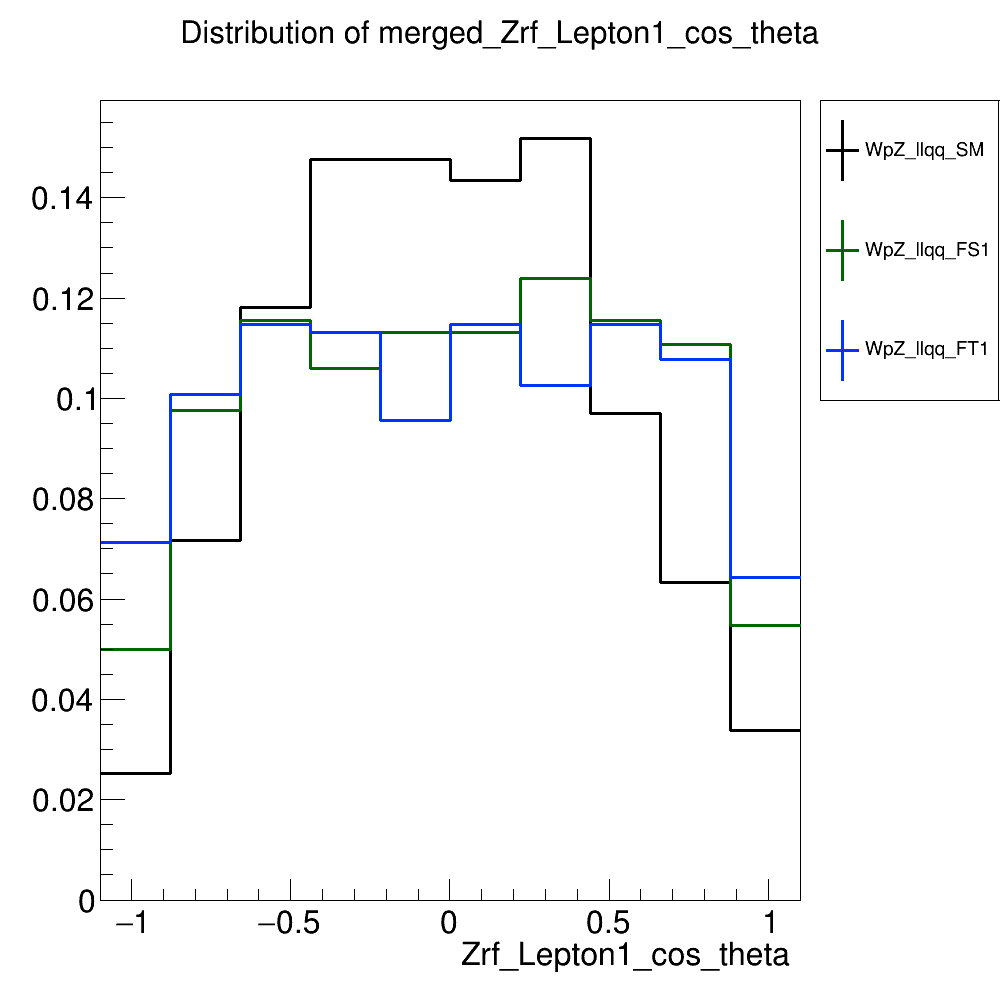 Distribution of merged_Zrf_Lepton1_cos_theta
WpZ_llqq_SM
WpZ_llqq_FS1
WpZ_llqq_FT1
0.14
0.12
0.1
0.08
0.06
0.04
0.02
0
−1 −0.5 0 0.5 1
Zrf_Lepton1_cos_theta